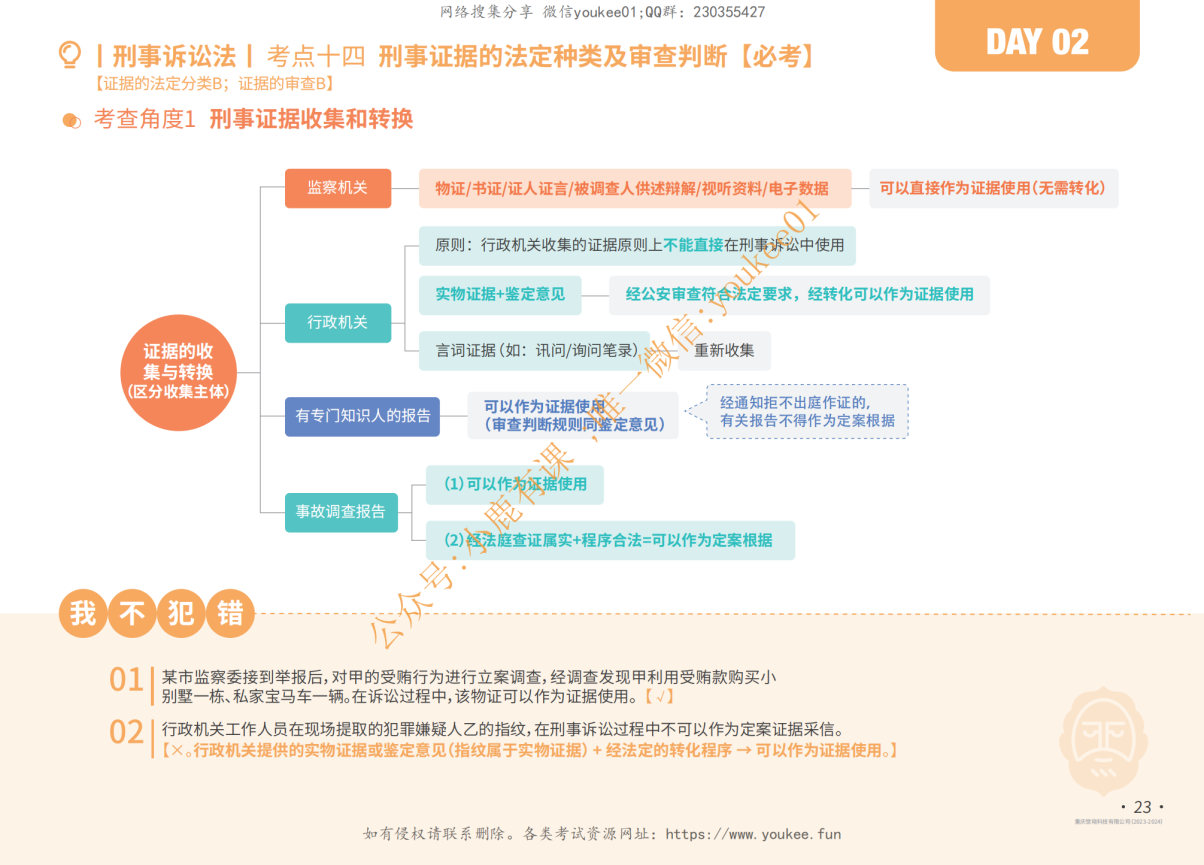 网络搜集分享 微信youkee01;QQ群：230355427
DAY 02
|刑事诉讼法| 考点十四 刑事证据的法定种类及审查判断【必考】
【证据的法定分类B；证据的审查B】
考查角度1 刑事证据收集和转换
证据的收
集与转换
(区分收集主体)
监察机关
物证/书证/证人证言/被调查人供述辩解/视听资料/电子数据
可以直接作为证据使用(无需转化)
行政机关
原则：行政机关收集的证据原则上不能直接在刑事诉讼中使用
实物证据+鉴定意见
经公安审查符合法定要求，经转化可以作为证据使用
言词证据(如：讯问/询问笔录)
重新收集
有专门知识人的报告
可以作为证据使用
(审查判断规则同鉴定意见)
经通知拒不出庭作证的,
有关报告不得作为定案根据
事故调查报告
(1)可以作为证据使用
(2)经法庭查证属实+程序合法=可以作为定案根据
公众号:小鹿有课 ,唯一微信:youkee01
我不犯错
01
某市监察委接到举报后,对甲的受贿行为进行立案调查,经调查发现甲利用受贿款购买小
别墅一栋、私家宝马车一辆。在诉讼过程中,该物证可以作为证据使用。【√】
02
行政机关工作人员在现场提取的犯罪嫌疑人乙的指纹,在刑事诉讼过程中不可以作为定案证据采信。
【×。行政机关提供的实物证据或鉴定意见(指纹属于实物证据) + 经法定的转化程序 → 可以作为证据使用。】
· 23 ·
如有侵权请联系删除。各类考试资源网址：https://www.youkee.fun